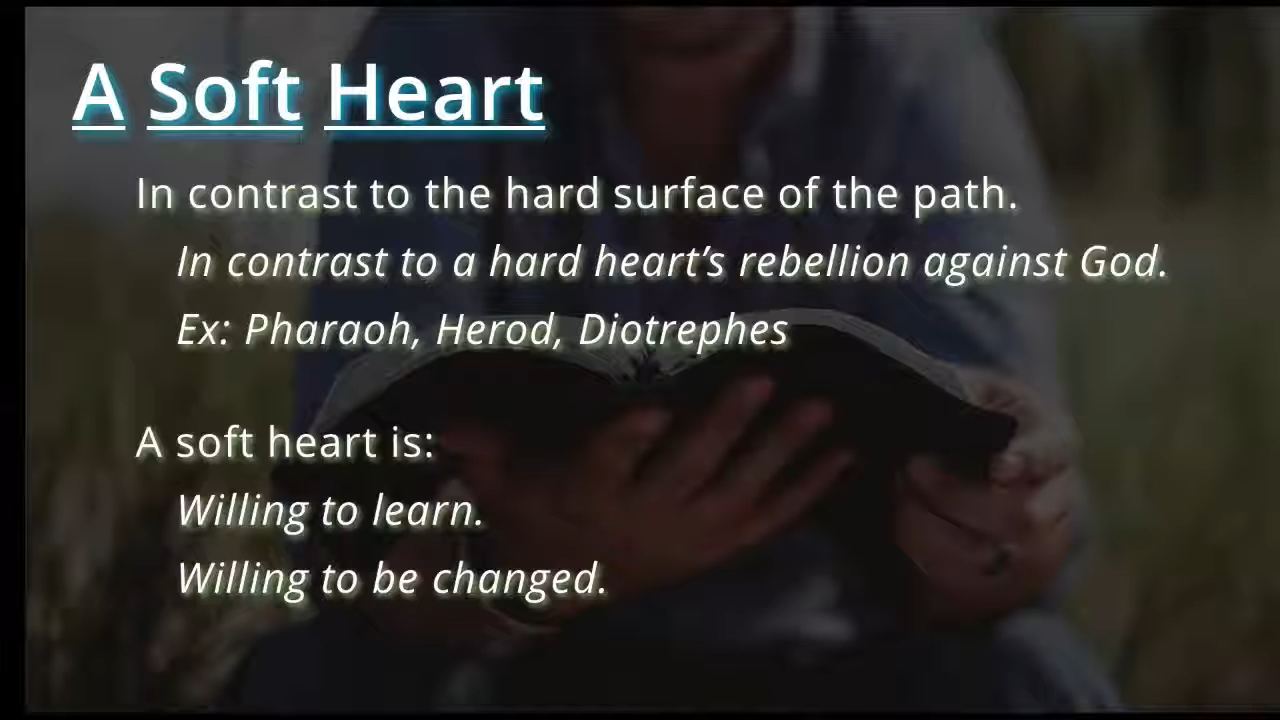 A Soft Heart
In contrast to the hard surface of the path.
In contrast to a hard heart’s rebellion against God.
Ex: Pharaoh, Herod, Diotrephes
A soft heart is:
Willing to learn.
Willing to be changed.